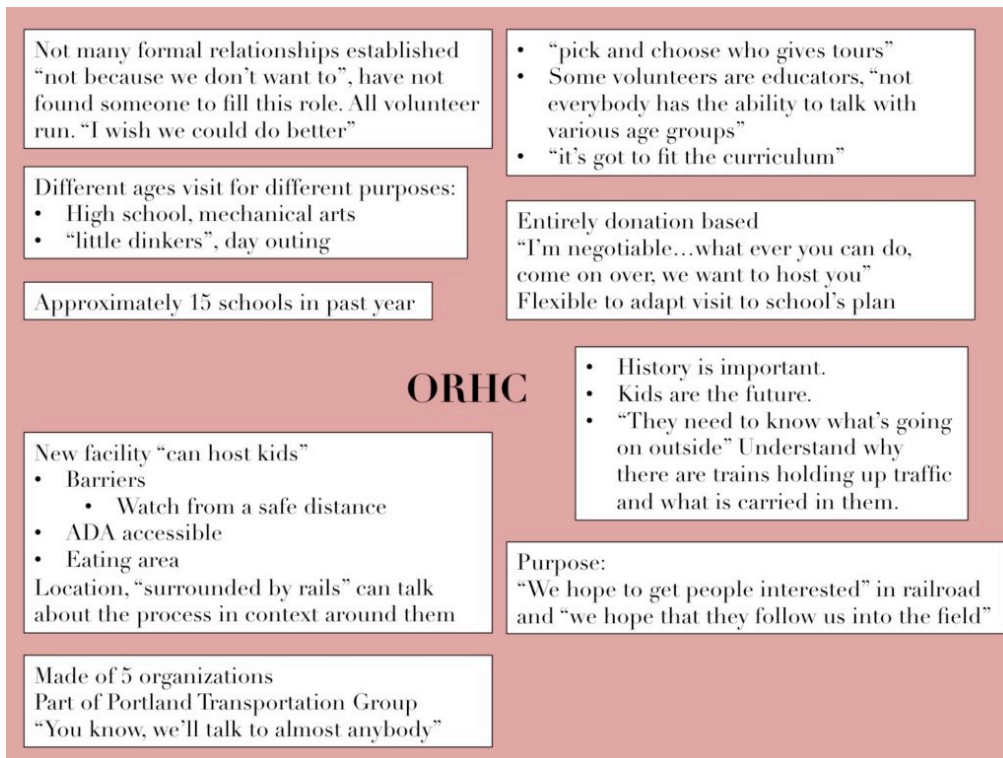 Not many formal relationships established
“not because we don’t want to”, have not
found someone to fill this role. All volunteer
run. “I wish we could do better”
Different ages visit for different purposes:
• High school, mechanical arts
• “little dinkers”, day outing
Approximately 15 schools in past year
• “pick and choose who gives tours”
• Some volunteers are educators, “not
everybody has the ability to talk with
various age groups”
• “it’s got to fit the curriculum”
Entirely donation based
“I’m negotiable…what ever you can do,
come on over, we want to host you”
Flexible to adapt visit to school’s plan
ORHC
• History is important.
• Kids are the future.
• “They need to know what’s going
on outside” Understand why
there are trains holding up traffic
and what is carried in them.
New facility “can host kids”
• Barriers
• Watch from a safe distance
• ADA accessible
• Eating area
Location, “surrounded by rails” can talk
about the process in context around them
Purpose:
“We hope to get people interested” in railroad
and “we hope that they follow us into the field”
Made of 5 organizations
Part of Portland Transportation Group
“You know, we’ll talk to almost anybody”